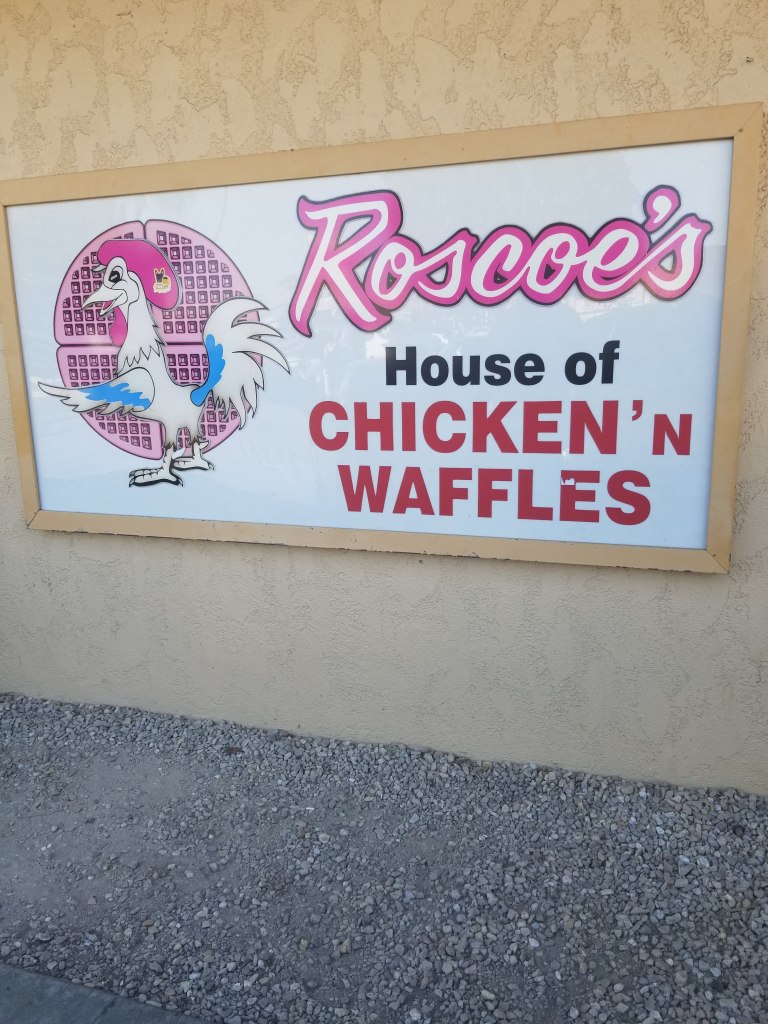 Roscoe's
House of
CHICKEN'N
WAFFLES